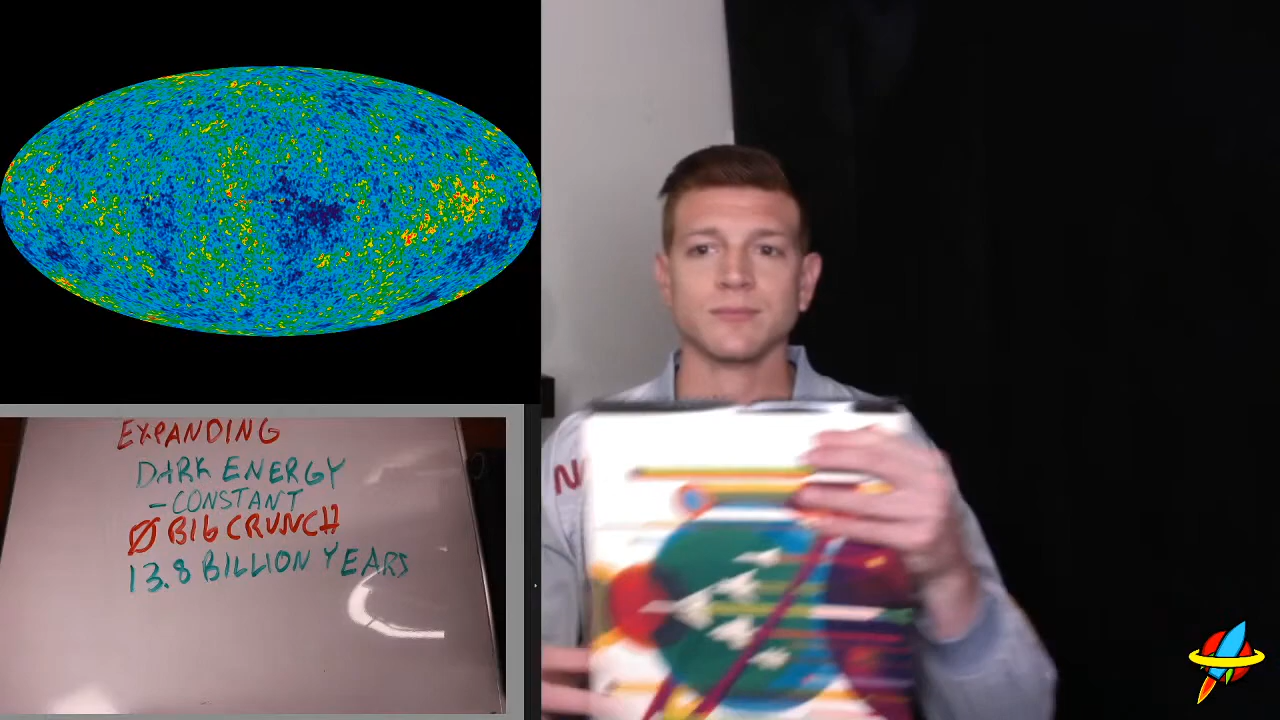 EXPANDING
DARK ENERGY
- CONSTANT
Ø BIG CRUNCH
13.8 BILLION YEARS